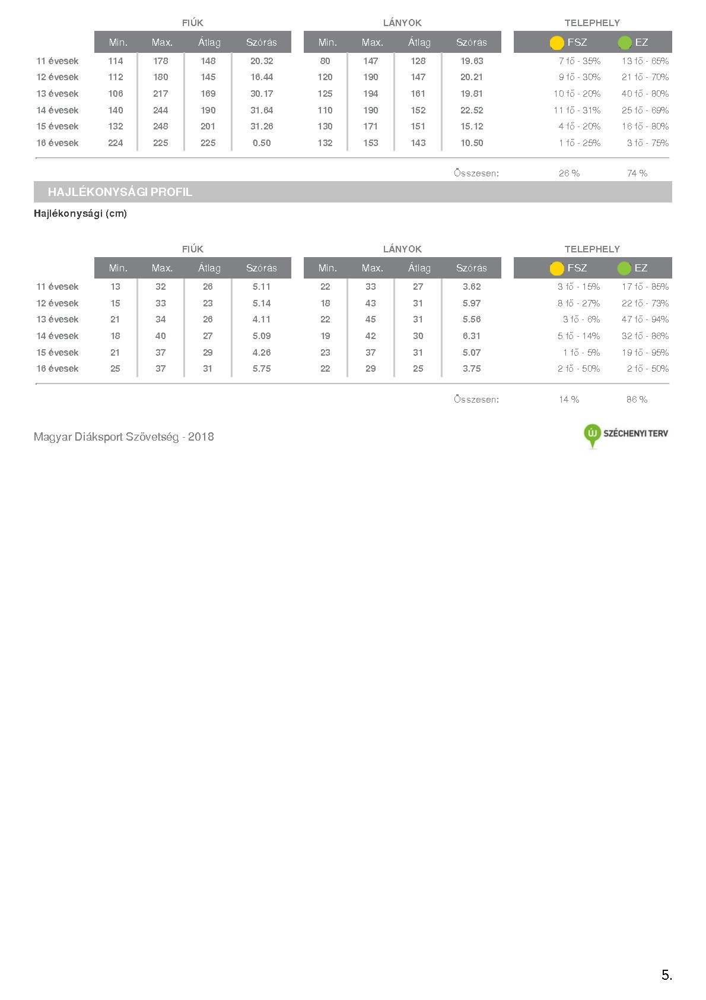 FIÚK LÁNYOK TELEPHELY
Min. Max. Átlag Szórás Min. Max. Átlag Szórás FSZ EZ
11 évesek 114 178 148 20.32 80 147 128 19.63 7 fő - 35% 13 fő - 65%
12 évesek 112 180 145 16.44 120 190 147 20.21 9 fő - 30% 21 fő - 70%
13 évesek 106 217 169 30.17 125 194 161 19.81 10 fő - 20% 40 fő - 80%
14 évesek 140 244 190 31.64 110 190 152 22.52 11 fő - 31% 25 fő - 69%
15 évesek 132 248 201 31.26 130 171 151 15.12 4 fő - 20% 16 fő - 80%
16 évesek 224 225 225 0.50 132 153 143 10.50 1 fő - 25% 3 fő - 75%
Összesen: 26 % 74 %
HAJLÉKONYSÁGI PROFIL
Hajlékonysági (cm)
FIÚK LÁNYOK TELEPHELY
Min. Max. Átlag Szórás Min. Max. Átlag Szórás FSZ EZ
11 évesek 13 32 26 5.11 22 33 27 3.62 3 fő - 15% 17 fő - 85%
12 évesek 15 33 23 5.14 18 43 31 5.97 8 fő - 27% 22 fő - 73%
13 évesek 21 34 26 4.11 22 45 31 5.56 3 fő - 6% 47 fő - 94%
14 évesek 18 40 27 5.09 19 42 30 6.31 5 fő - 14% 32 fő - 86%
15 évesek 21 37 29 4.26 23 37 31 5.07 1 fő - 5% 19 fő - 95%
16 évesek 25 37 31 5.75 22 29 25 3.75 2 fő - 50% 2 fő - 50%
Összesen: 14 % 86 %
Magyar Diáksport Szövetség - 2018
ÚJ SZÉCHENYI TERV
5.